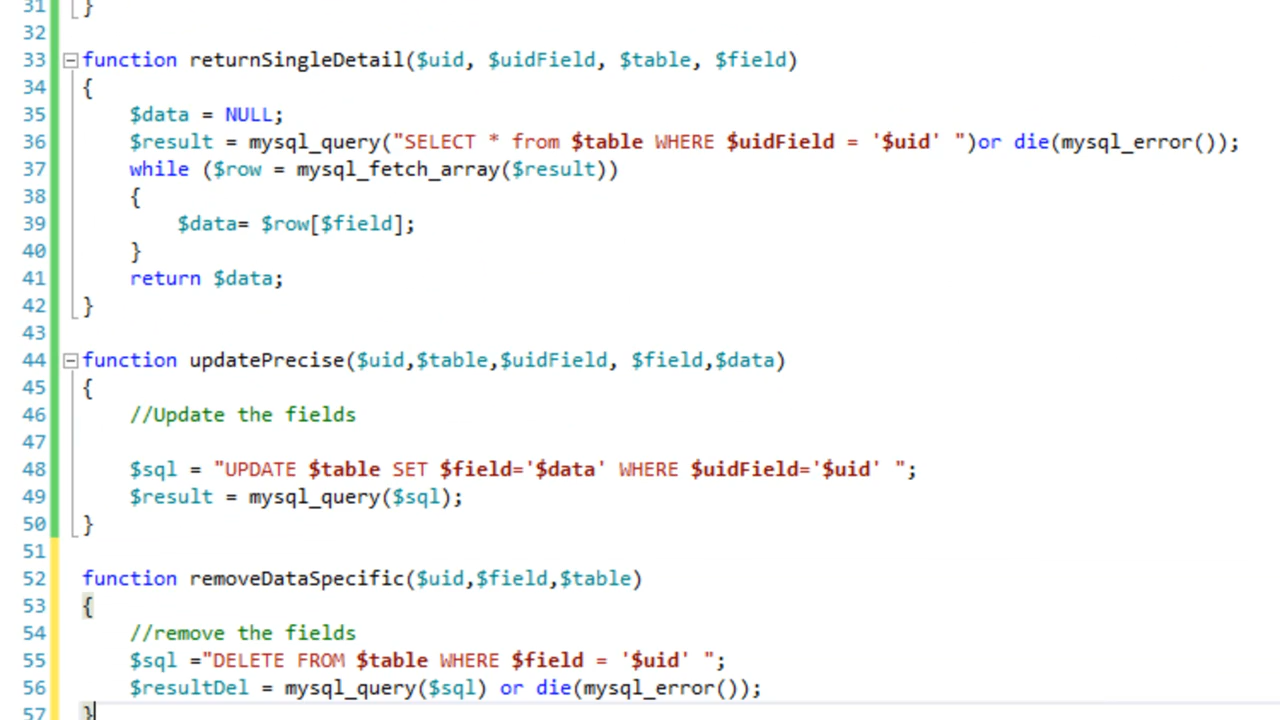 31 }
32
33 function returnSingleDetail($uid, $uidField, $table, $field)
34 {
35     $data = NULL;
36     $result = mysql_query("SELECT * from $table WHERE $uidField = '$uid' ")or die(mysql_error());
37     while ($row = mysql_fetch_array($result))
38     {
39         $data= $row[$field];
40     }
41     return $data;
42 }
43
44 function updatePrecise($uid,$table,$uidField, $field,$data)
45 {
46     //Update the fields
47
48     $sql = "UPDATE $table SET $field='$data' WHERE $uidField='$uid' ";
49     $result = mysql_query($sql);
50 }
51
52 function removeDataSpecific($uid,$field,$table)
53 {
54     //remove the fields
55     $sql ="DELETE FROM $table WHERE $field = '$uid' ";
56     $resultDel = mysql_query($sql) or die(mysql_error());
57 }